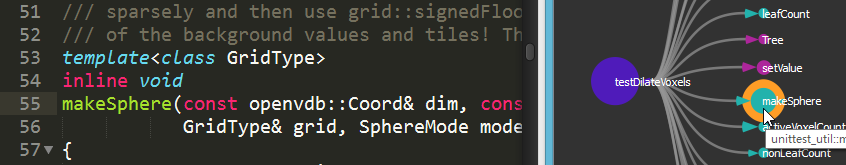 51 /// sparsely and then use grid::signedFloo
52 /// of the background values and tiles! Th
53 template<class GridType>
54 inline void
55 makeSphere(const openvdb::Coord& dim, cons
56 GridType& grid, SphereMode mode
57 {
leafCount
Tree
setValue
testDilateVoxels
makeSphere
activeVoxelCount
unittest_util::m
nonLeafCount